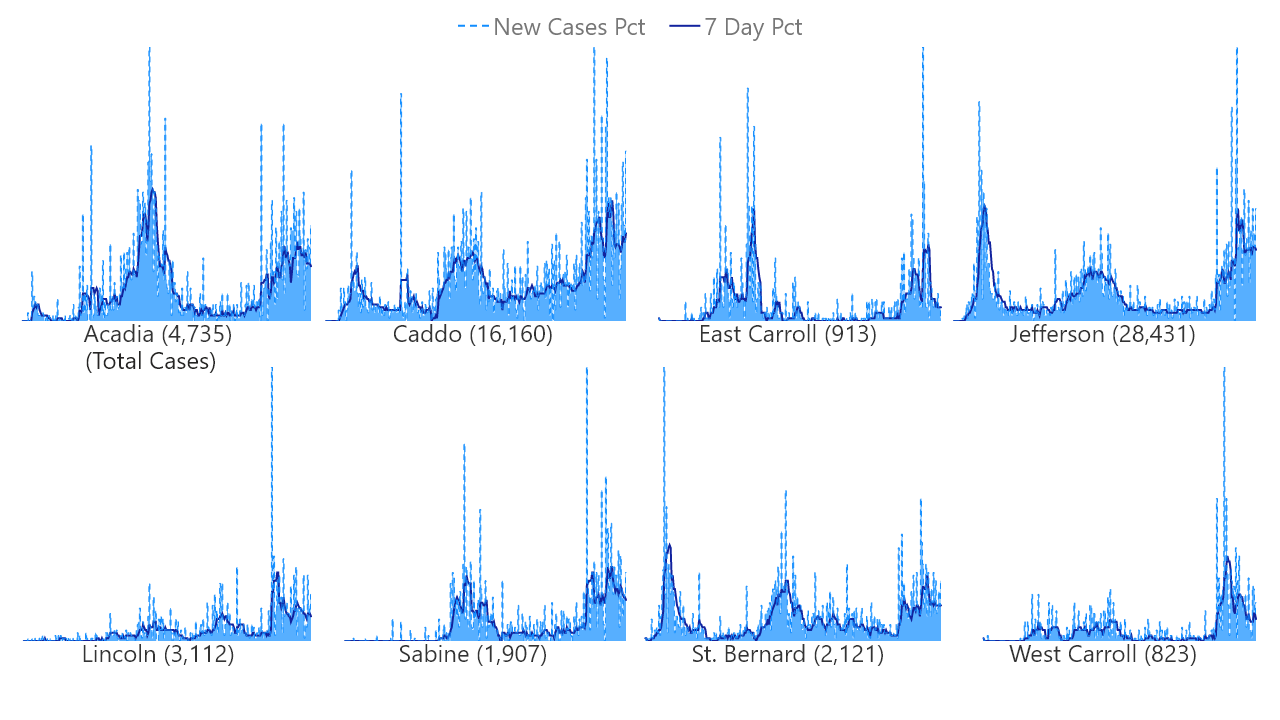 New Cases Pct 7 Day Pct
Acadia (4,735)
(Total Cases)
Caddo (16,160)
East Carroll (913)
Jefferson (28,431)
Lincoln (3,112)
Sabine (1,907)
St. Bernard (2,121)
West Carroll (823)